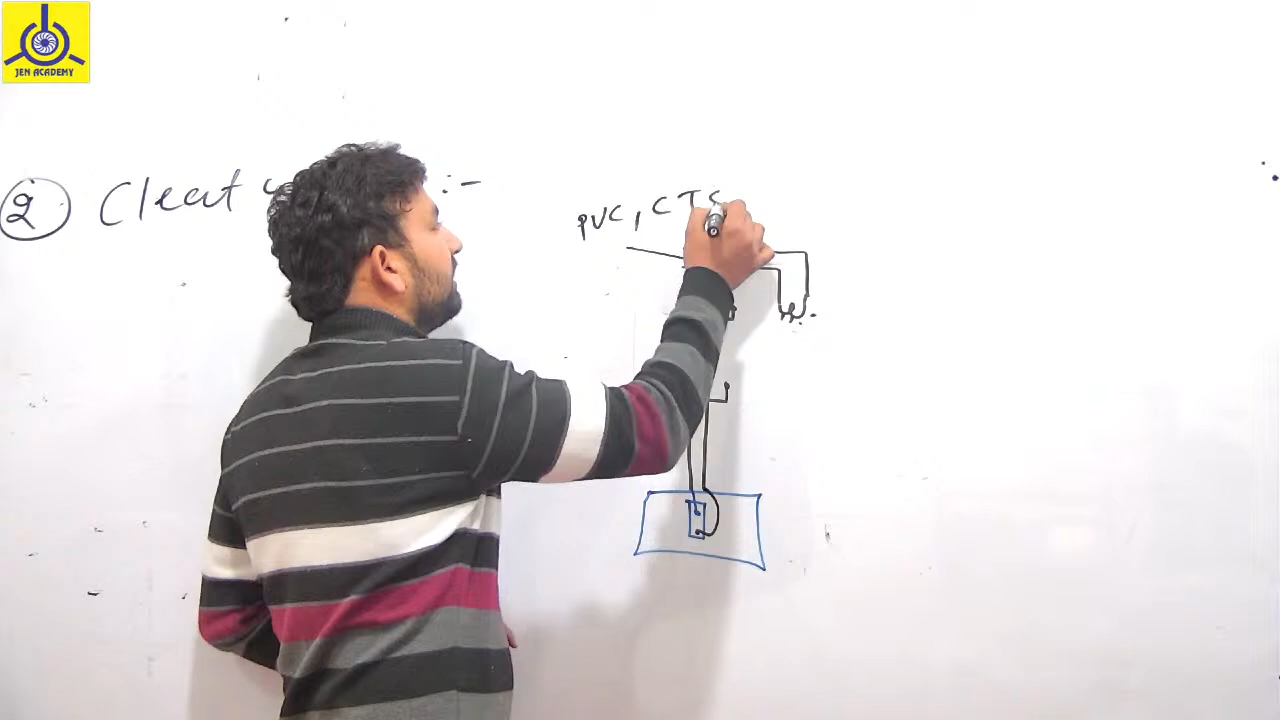 JEN ACADEMY
② Cleat :-
PVC, CTS